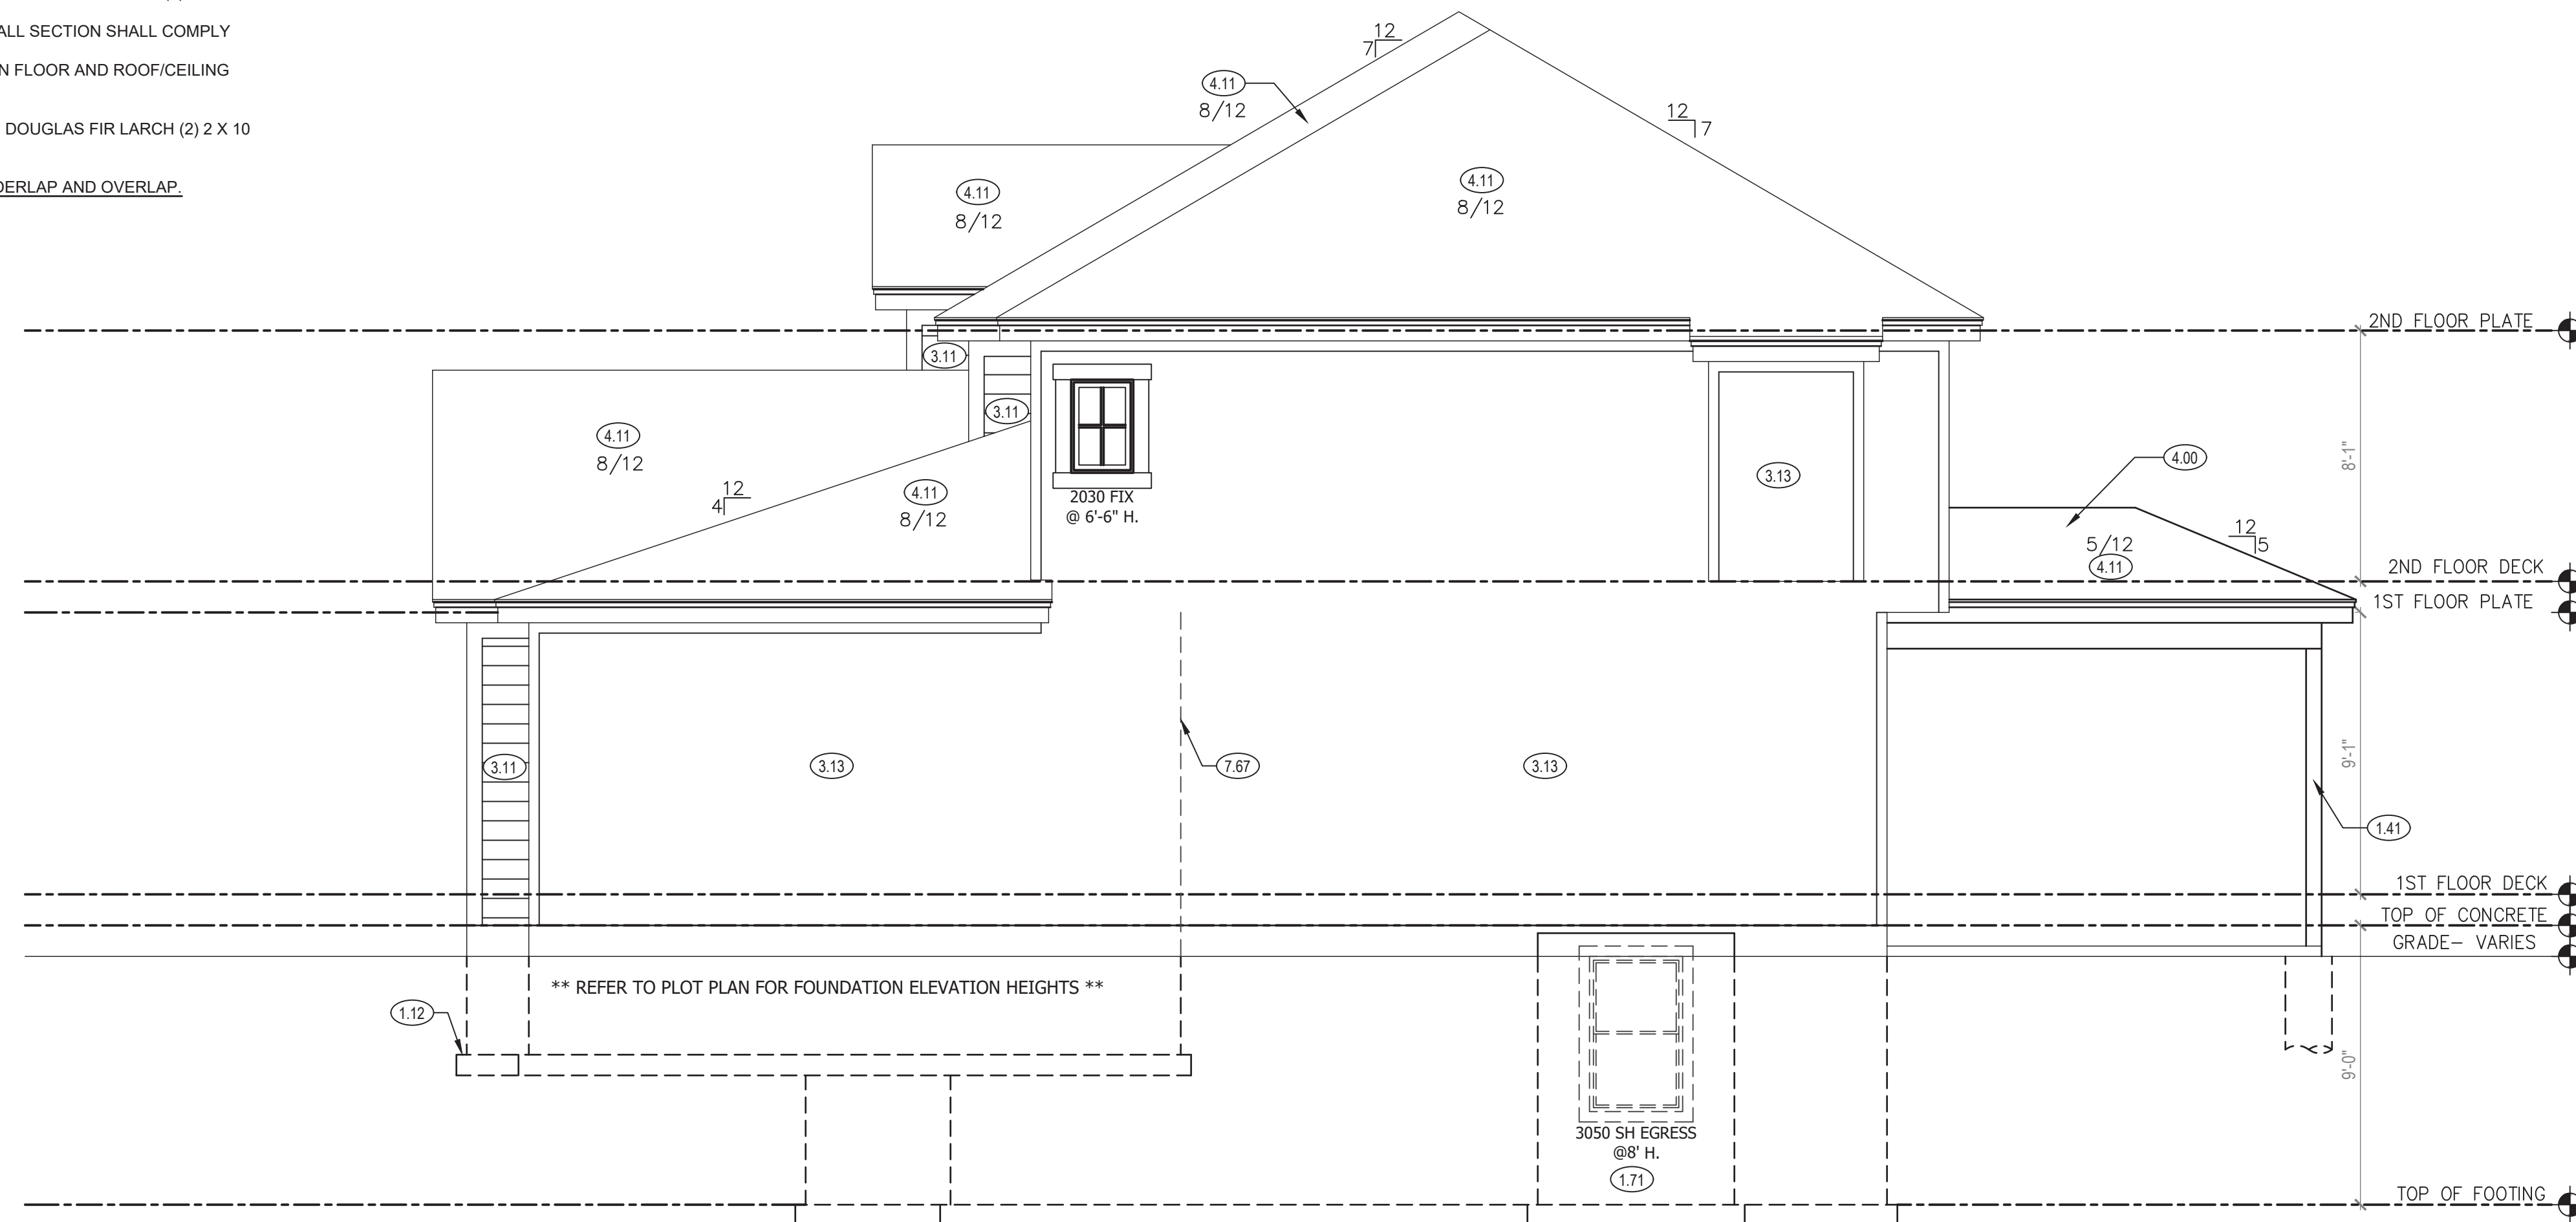 ALL SECTION SHALL COMPLY
N FLOOR AND ROOF/CEILING
DOUGLAS FIR LARCH (2) 2 X 10
DERLAP AND OVERLAP.
12
7
4.11
8/12
12
7
4.11
8/12
4.11
8/12
2ND FLOOR PLATE
3.11
3.11
4.11
8/12
12
4
4.11
8/12
2030 FIX
@ 6'-6" H.
3.13
8'-1"
4.00
12
5
5/12
4.11
2ND FLOOR DECK
1ST FLOOR PLATE
3.11
3.13
7.67
3.13
9'-1"
1.41
1ST FLOOR DECK
TOP OF CONCRETE
GRADE- VARIES
** REFER TO PLOT PLAN FOR FOUNDATION ELEVATION HEIGHTS **
1.12
9'-0"
3050 SH EGRESS
@8' H.
1.71
TOP OF FOOTING